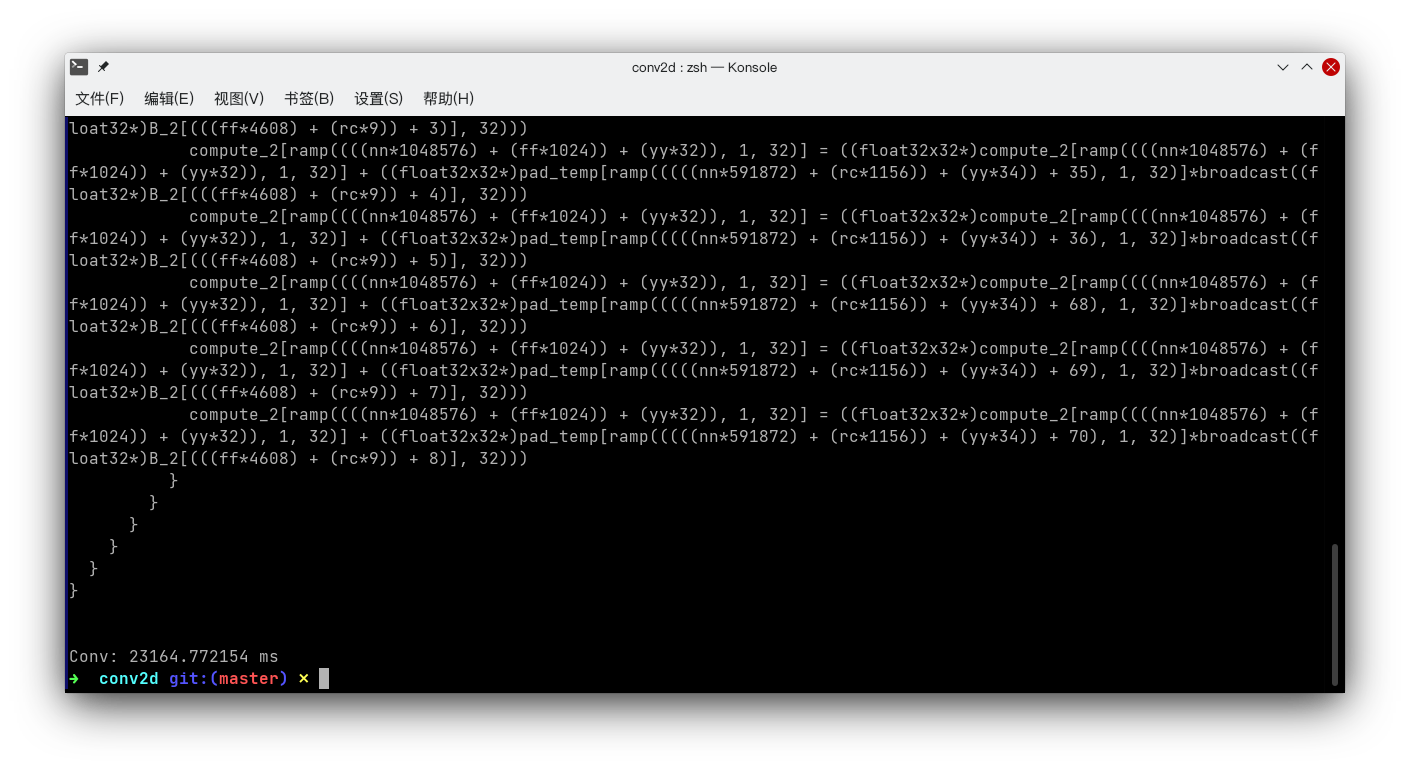 conv2d : zsh — Konsole
文件(F) 编辑(E) 视图(V) 书签(B) 设置(S) 帮助(H)
loat32*)B_2[(((ff*4608) + (rc*9)) + 3)], 32)))
            compute_2[ramp((((nn*1048576) + (ff*1024)) + (yy*32)), 1, 32)] = ((float32x32*)compute_2[ramp((((nn*1048576) + (f
f*1024)) + (yy*32)), 1, 32)] + ((float32x32*)pad_temp[ramp(((((nn*591872) + (rc*1156)) + (yy*34)) + 35), 1, 32)]*broadcast((f
loat32*)B_2[(((ff*4608) + (rc*9)) + 4)], 32)))
            compute_2[ramp((((nn*1048576) + (ff*1024)) + (yy*32)), 1, 32)] = ((float32x32*)compute_2[ramp((((nn*1048576) + (f
f*1024)) + (yy*32)), 1, 32)] + ((float32x32*)pad_temp[ramp(((((nn*591872) + (rc*1156)) + (yy*34)) + 36), 1, 32)]*broadcast((f
loat32*)B_2[(((ff*4608) + (rc*9)) + 5)], 32)))
            compute_2[ramp((((nn*1048576) + (ff*1024)) + (yy*32)), 1, 32)] = ((float32x32*)compute_2[ramp((((nn*1048576) + (f
f*1024)) + (yy*32)), 1, 32)] + ((float32x32*)pad_temp[ramp(((((nn*591872) + (rc*1156)) + (yy*34)) + 68), 1, 32)]*broadcast((f
loat32*)B_2[(((ff*4608) + (rc*9)) + 6)], 32)))
            compute_2[ramp((((nn*1048576) + (ff*1024)) + (yy*32)), 1, 32)] = ((float32x32*)compute_2[ramp((((nn*1048576) + (f
f*1024)) + (yy*32)), 1, 32)] + ((float32x32*)pad_temp[ramp(((((nn*591872) + (rc*1156)) + (yy*34)) + 69), 1, 32)]*broadcast((f
loat32*)B_2[(((ff*4608) + (rc*9)) + 7)], 32)))
            compute_2[ramp((((nn*1048576) + (ff*1024)) + (yy*32)), 1, 32)] = ((float32x32*)compute_2[ramp((((nn*1048576) + (f
f*1024)) + (yy*32)), 1, 32)] + ((float32x32*)pad_temp[ramp(((((nn*591872) + (rc*1156)) + (yy*34)) + 70), 1, 32)]*broadcast((f
loat32*)B_2[(((ff*4608) + (rc*9)) + 8)], 32)))
          }
        }
      }
    }
  }
}
Conv: 23164.772154 ms
➜  conv2d git:(master) ✗